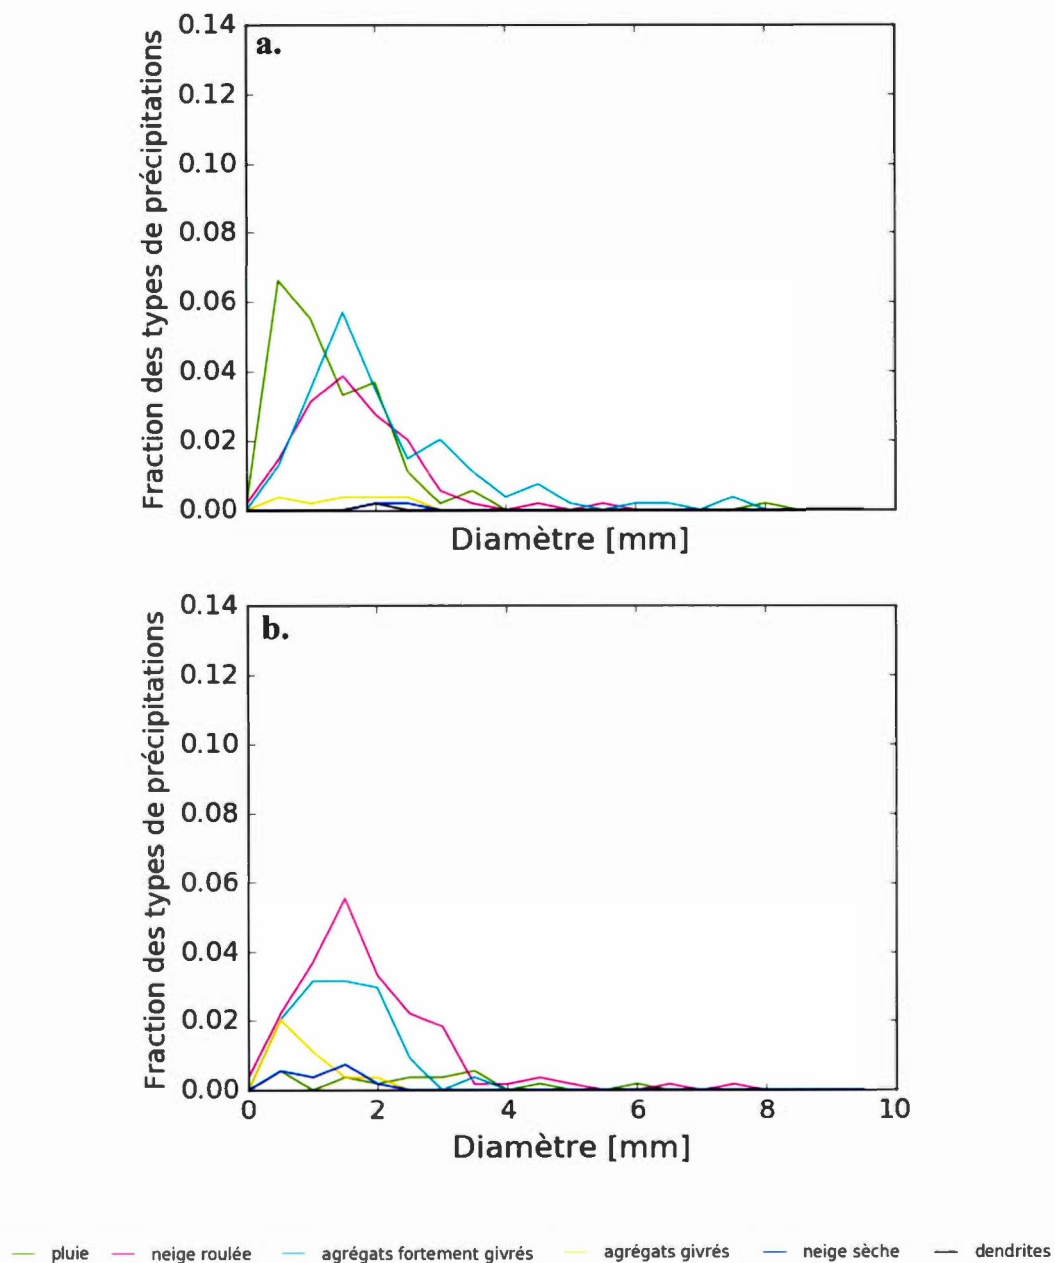 a.
Fraction des types de précipitations
0.14
0.12
0.10
0.08
0.06
0.04
0.02
0.00
Diamètre [mm]
b.
Fraction des types de précipitations
0.14
0.12
0.10
0.08
0.06
0.04
0.02
0.00
0 2 4 6 8 10
Diamètre [mm]
pluie neige roulée agrégats fortement givrés agrégats givrés neige sèche dendrites